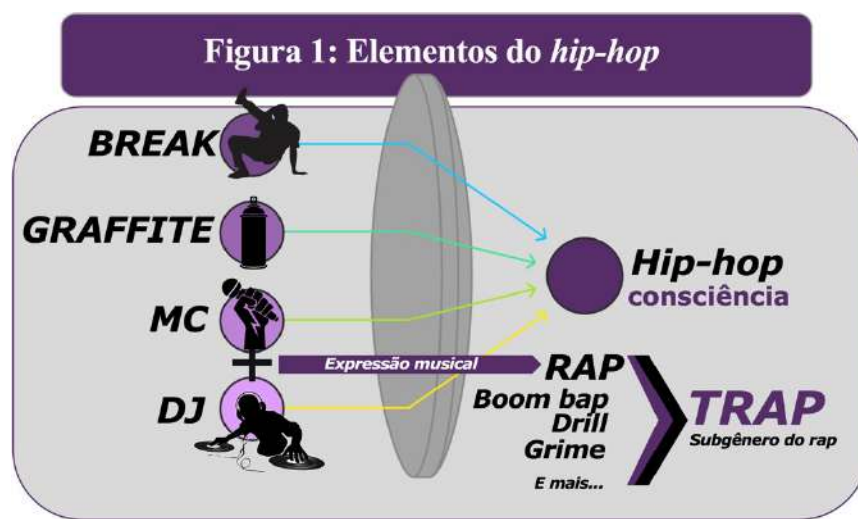 Figura 1: Elementos do hip-hop
BREAK
GRAFFITE
MC
+
DJ
Hip-hop
consciência
Expressão musical
RAP
Boom bap
Drill
Grime
E mais...
TRAP
Subgênero do rap